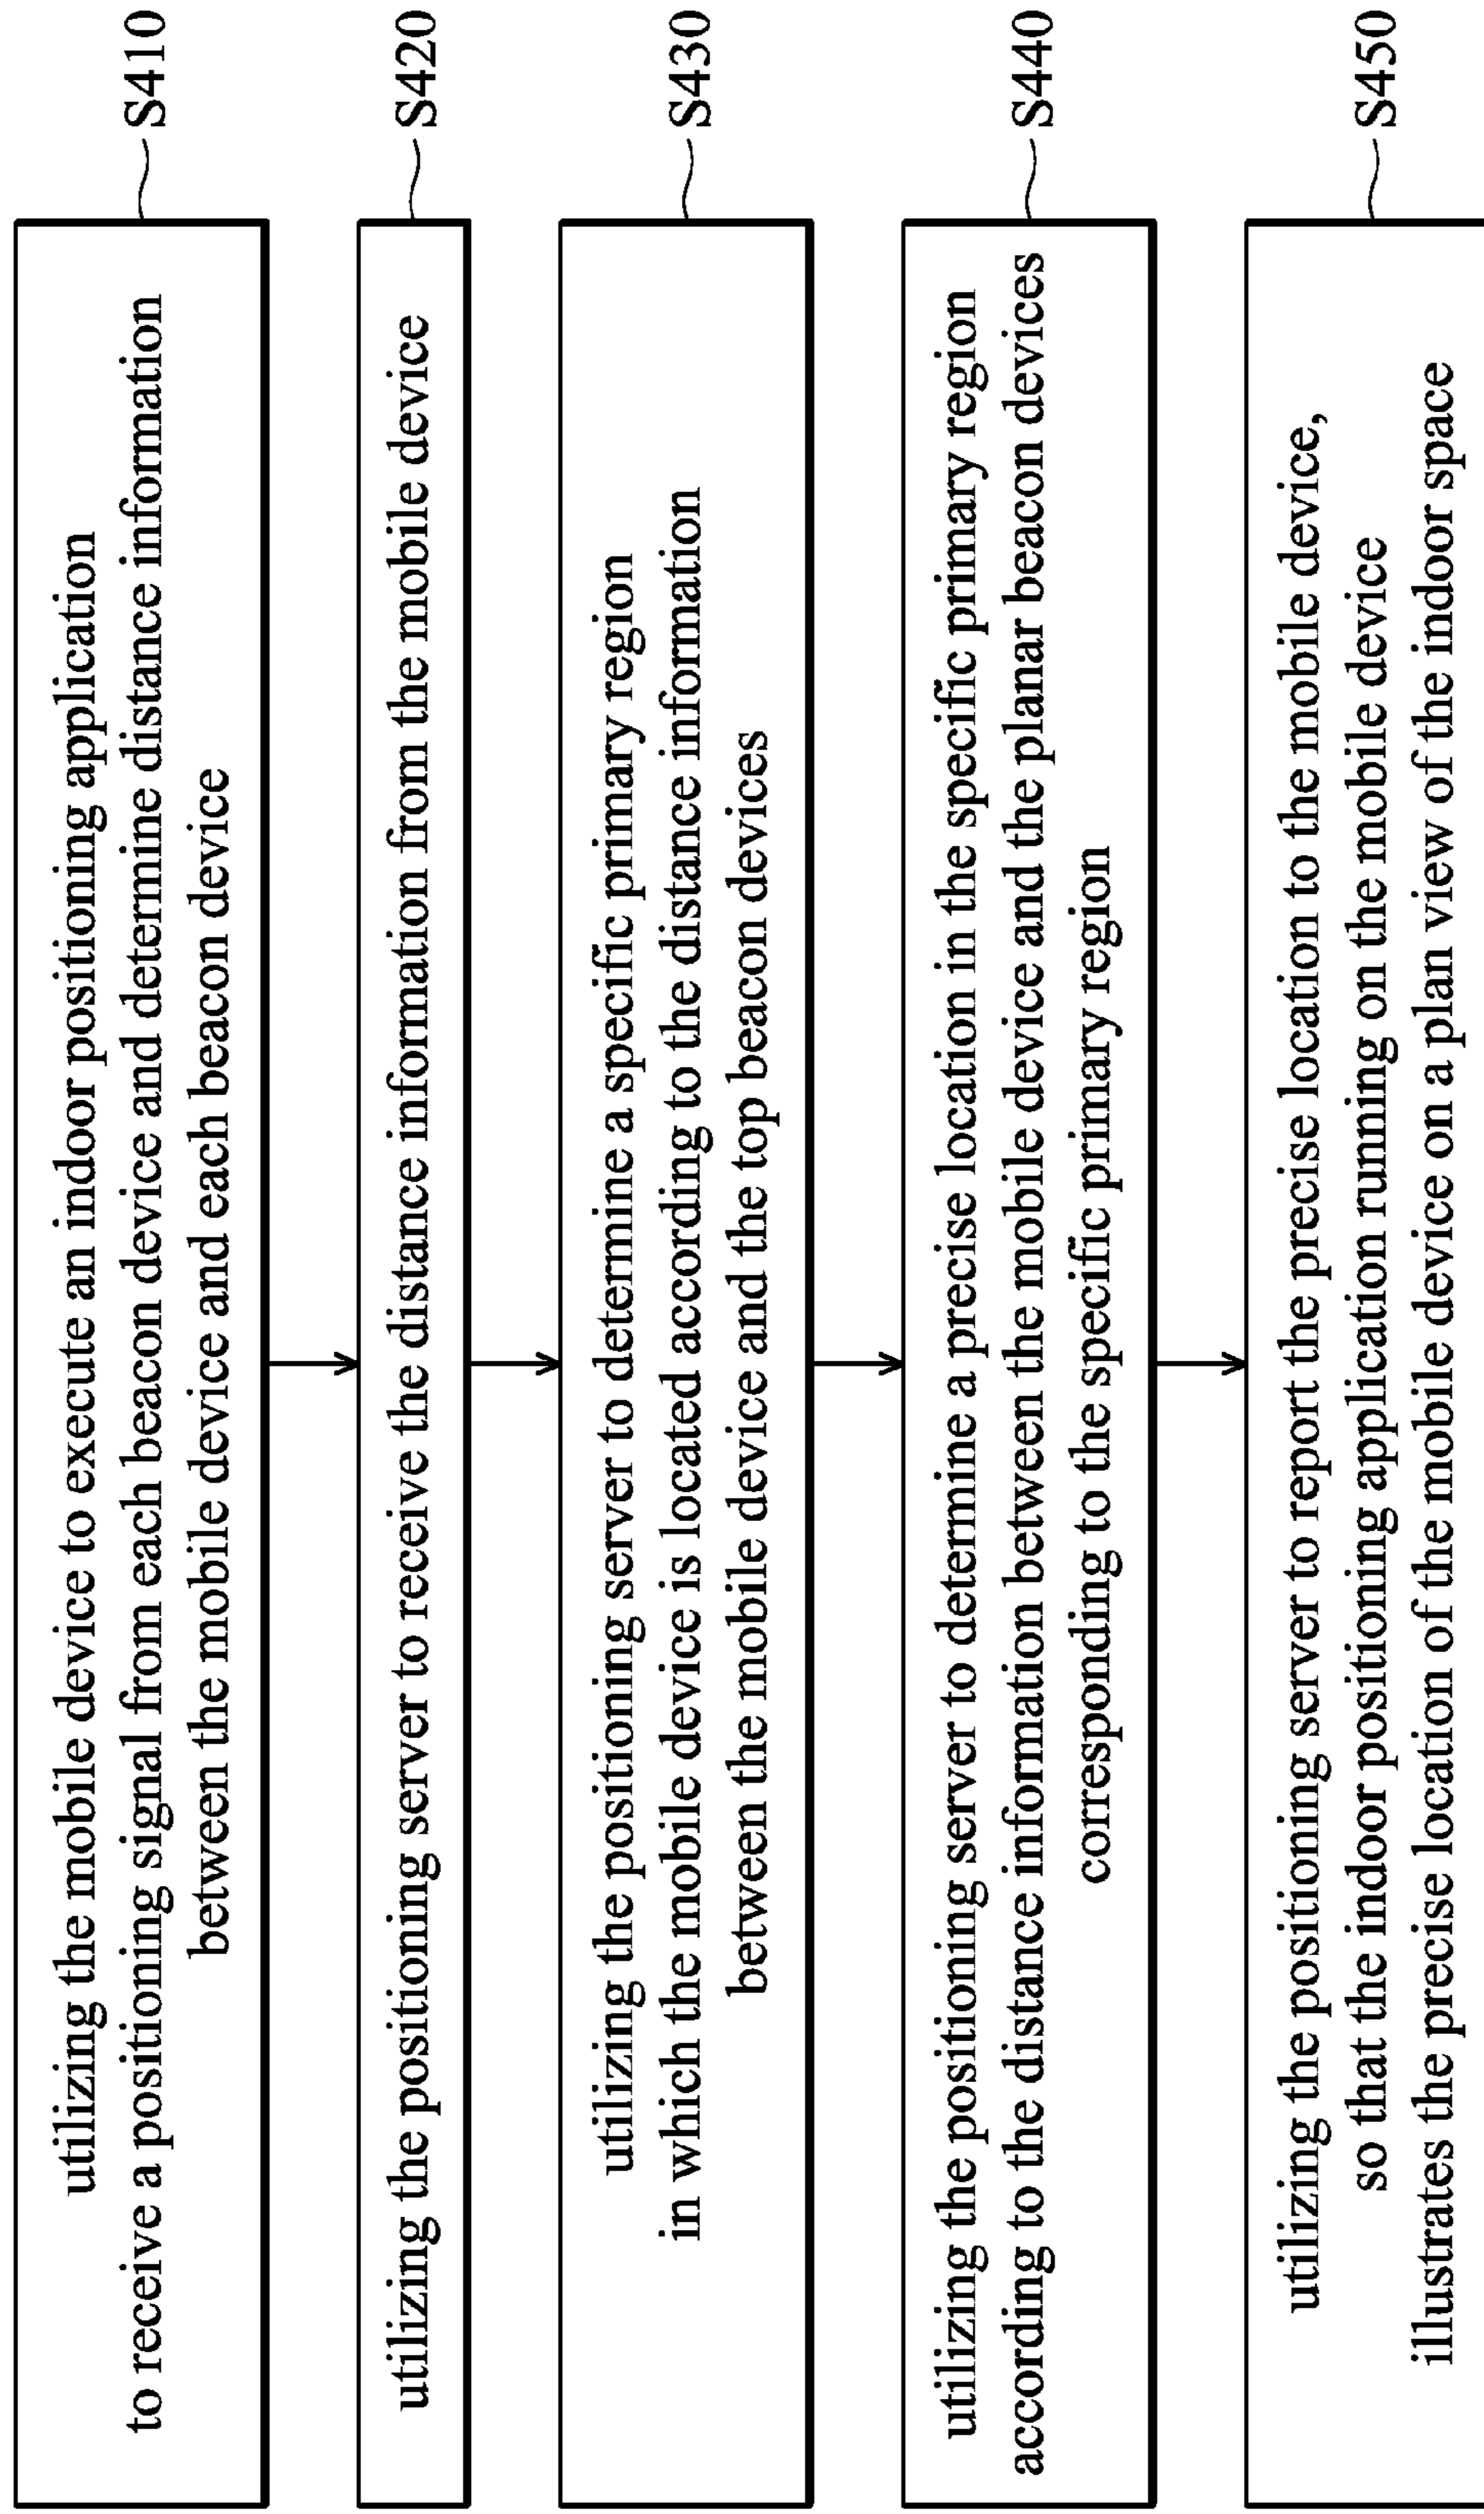 utilizing the mobile device to execute an indoor positioning application
to receive a positioning signal from each beacon device and determine distance information
between the mobile device and each beacon device
S410
utilizing the positioning server to receive the distance information from the mobile device
S420
utilizing the positioning server to determine a specific primary region
in which the mobile device is located according to the distance information
between the mobile device and the top beacon devices
S430
utilizing the positioning server to determine a precise location in the specific primary region
according to the distance information between the mobile device and the planar beacon devices
corresponding to the specific primary region
S440
utilizing the positioning server to report the precise location to the mobile device,
so that the indoor positioning application running on the mobile device
illustrates the precise location of the mobile device on a plan view of the indoor space
S450